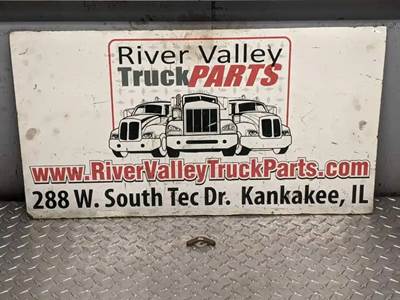 River Valley
TruckPARTS
www.RiverValleyTruckParts.com
288 W. South Tec Dr. Kankakee, IL